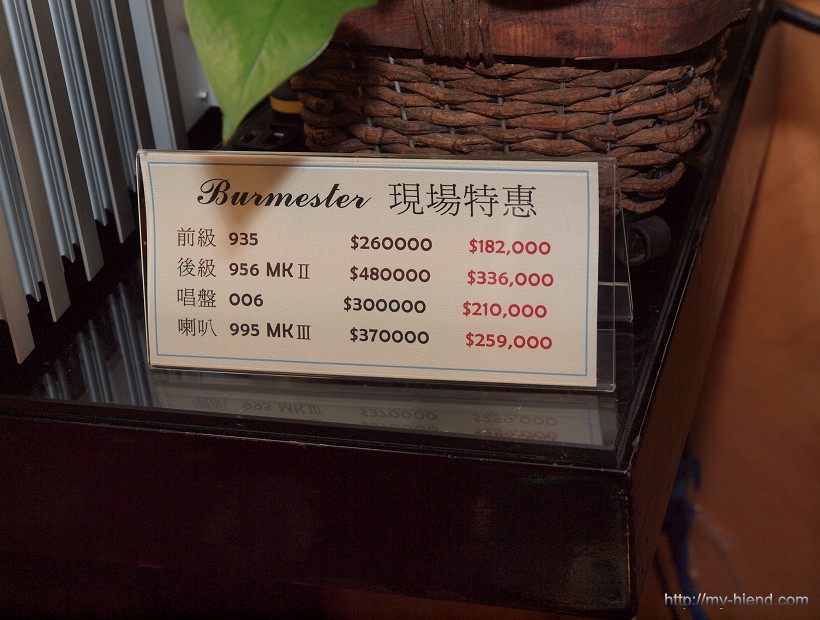 Burmester 現場特惠
前級 935 $260000 $182,000
後級 956 MK II $480000 $336,000
唱盤 006 $300000 $210,000
喇叭 995 MK III $370000 $259,000
http://my-hiend.com